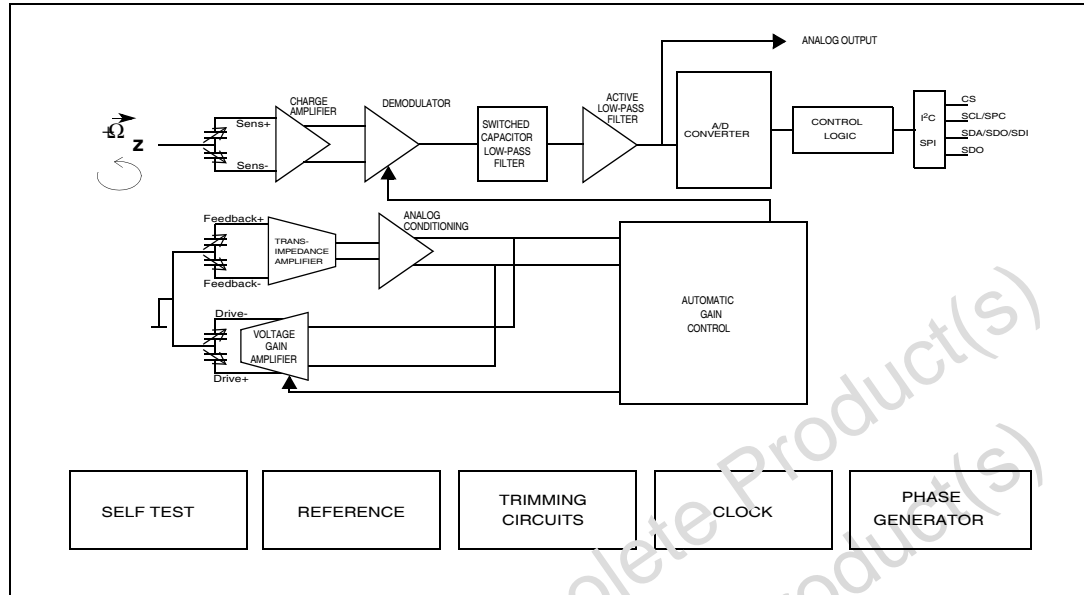 ANALOG OUTPUT
CHARGE
AMPLIFIER
DEMODULATOR
ACTIVE
LOW-PASS
FILTER
+Ω
z
Sens+
Sens-
SWITCHED
CAPACITOR
LOW-PASS
FILTER
A/D
CONVERTER
CONTROL
LOGIC
I²C
SPI
CS
SCL/SPC
SDA/SDO/SDI
SDO
Feedback+
Feedback-
TRANS-
IMPEDANCE
AMPLIFIER
ANALOG
CONDITIONING
AUTOMATIC
GAIN
CONTROL
Drive-
Drive+
VOLTAGE
GAIN
AMPLIFIER
SELF TEST
REFERENCE
TRIMMING
CIRCUITS
CLOCK
PHASE
GENERATOR
Product(s)